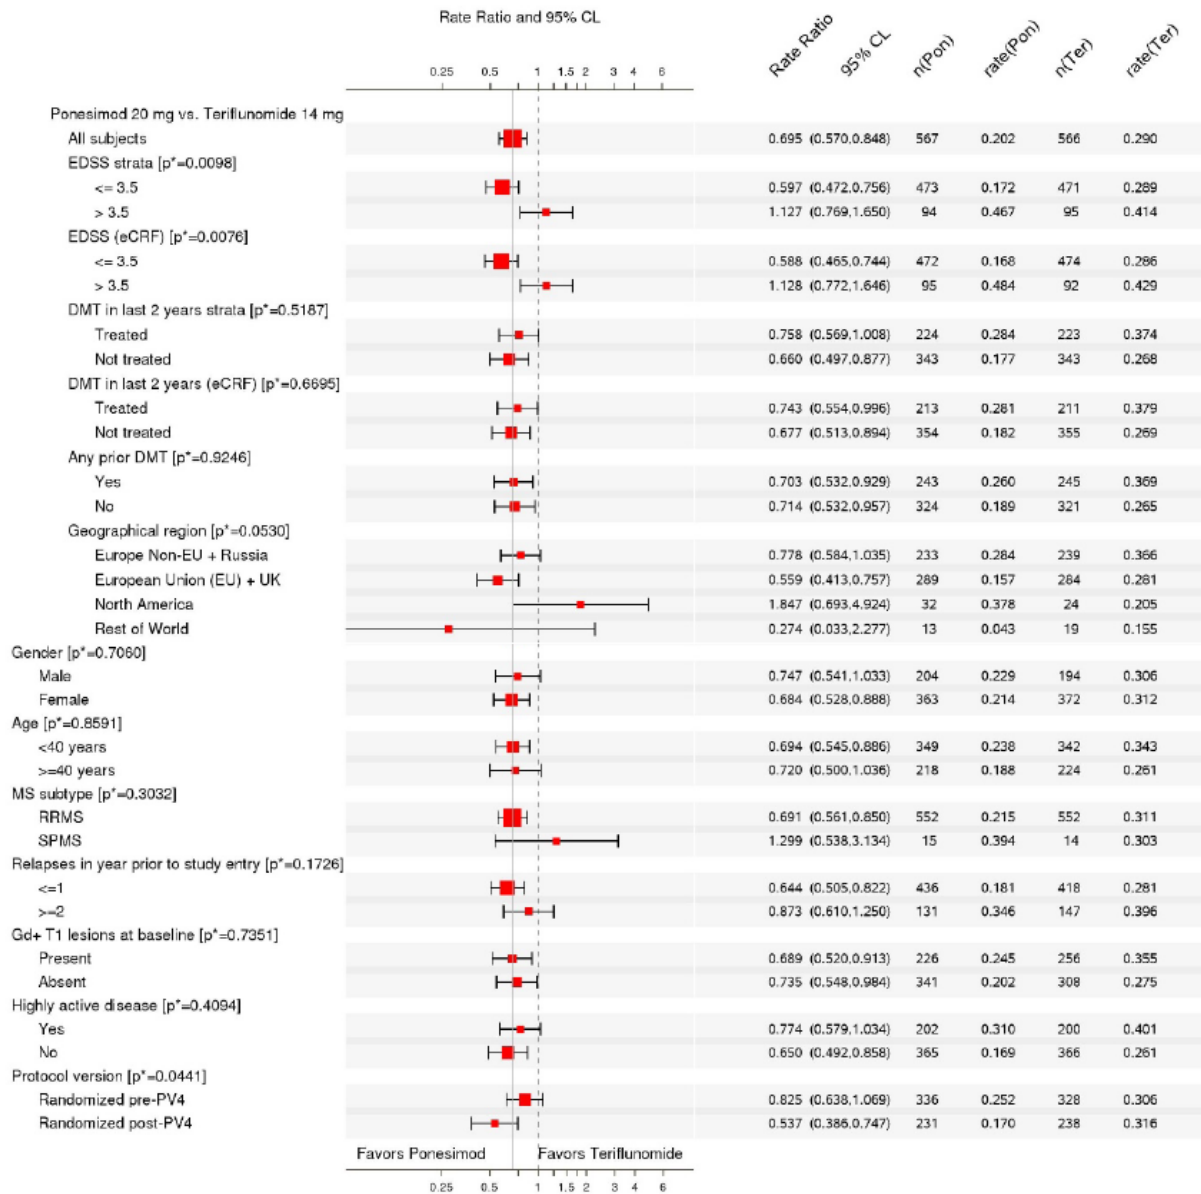 Rate Ratio and 95% CL
Rate Ratio 95% CL n(Pon) rate(Pon) n(Ter) rate(Ter)
0.25 0.5 1 1.5 2 3 4 6
Ponesimod 20 mg vs. Teriflunomide 14 mg
All subjects 0.695 (0.570,0.848) 567 0.202 566 0.290
EDSS strata [p*=0.0098]
<= 3.5 0.597 (0.472,0.756) 473 0.172 471 0.289
> 3.5 1.127 (0.769,1.650) 94 0.467 95 0.414
EDSS (eCRF) [p*=0.0076]
<= 3.5 0.588 (0.465,0.744) 472 0.168 474 0.286
> 3.5 1.128 (0.772,1.646) 95 0.484 92 0.429
DMT in last 2 years strata [p*=0.5187]
Treated 0.758 (0.569,1.008) 224 0.284 223 0.374
Not treated 0.660 (0.497,0.877) 343 0.177 343 0.268
DMT in last 2 years (eCRF) [p*=0.6695]
Treated 0.743 (0.554,0.996) 213 0.281 211 0.379
Not treated 0.677 (0.513,0.894) 354 0.182 355 0.269
Any prior DMT [p*=0.9246]
Yes 0.703 (0.532,0.929) 243 0.260 245 0.369
No 0.714 (0.532,0.957) 324 0.189 321 0.265
Geographical region [p*=0.0530]
Europe Non-EU + Russia 0.778 (0.584,1.035) 233 0.284 239 0.366
European Union (EU) + UK 0.559 (0.413,0.757) 289 0.157 284 0.281
North America 1.847 (0.693,4.924) 32 0.378 24 0.205
Rest of World 0.274 (0.033,2.277) 13 0.043 19 0.155
Gender [p*=0.7060]
Male 0.747 (0.541,1.033) 204 0.229 194 0.306
Female 0.684 (0.528,0.888) 363 0.214 372 0.312
Age [p*=0.8591]
<40 years 0.694 (0.545,0.886) 349 0.238 342 0.343
>=40 years 0.720 (0.500,1.036) 218 0.188 224 0.261
MS subtype [p*=0.3032]
RRMS 0.691 (0.561,0.850) 552 0.215 552 0.311
SPMS 1.299 (0.538,3.134) 15 0.394 14 0.303
Relapses in year prior to study entry [p*=0.1726]
<=1 0.644 (0.505,0.822) 436 0.181 418 0.281
>=2 0.873 (0.610,1.250) 131 0.346 147 0.396
Gd+ T1 lesions at baseline [p*=0.7351]
Present 0.689 (0.520,0.913) 226 0.245 256 0.355
Absent 0.735 (0.548,0.984) 341 0.202 308 0.275
Highly active disease [p*=0.4094]
Yes 0.774 (0.579,1.034) 202 0.310 200 0.401
No 0.650 (0.492,0.858) 365 0.169 366 0.261
Protocol version [p*=0.0441]
Randomized pre-PV4 0.825 (0.638,1.069) 336 0.252 328 0.306
Randomized post-PV4 0.537 (0.386,0.747) 231 0.170 238 0.316
Favors Ponesimod Favors Teriflunomide
0.25 0.5 1 1.5 2 3 4 6